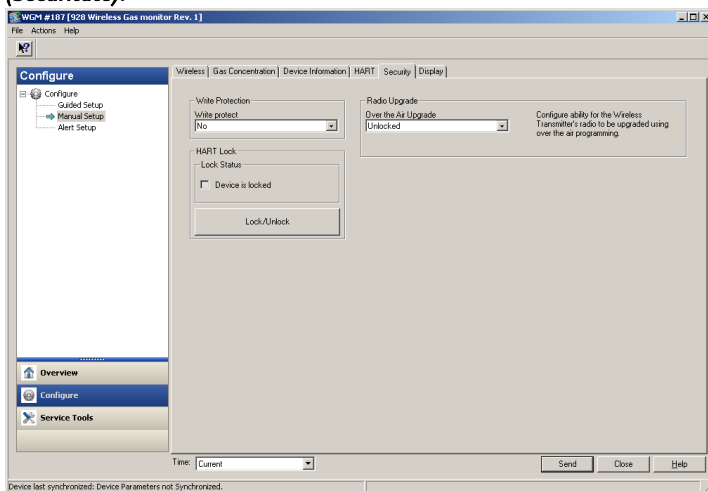 (Securitate).
WGM #187 [928 Wireless Gas monitor Rev. 1]
File Actions Help
Configure
Configure
Guided Setup
Manual Setup
Alert Setup
Overview
Configure
Service Tools
Wireless Gas Concentration Device Information HART Security Display
Write Protection
Write protect
No
HART Lock
Lock Status
Device is locked
Lock/Unlock
Radio Upgrade
Over the Air Upgrade
Unlocked
Configure ability for the Wireless
Transmitter's radio to be upgraded using
over the air programming.
Time: Current
Send Close Help
Device last synchronized: Device Parameters not Synchronized.